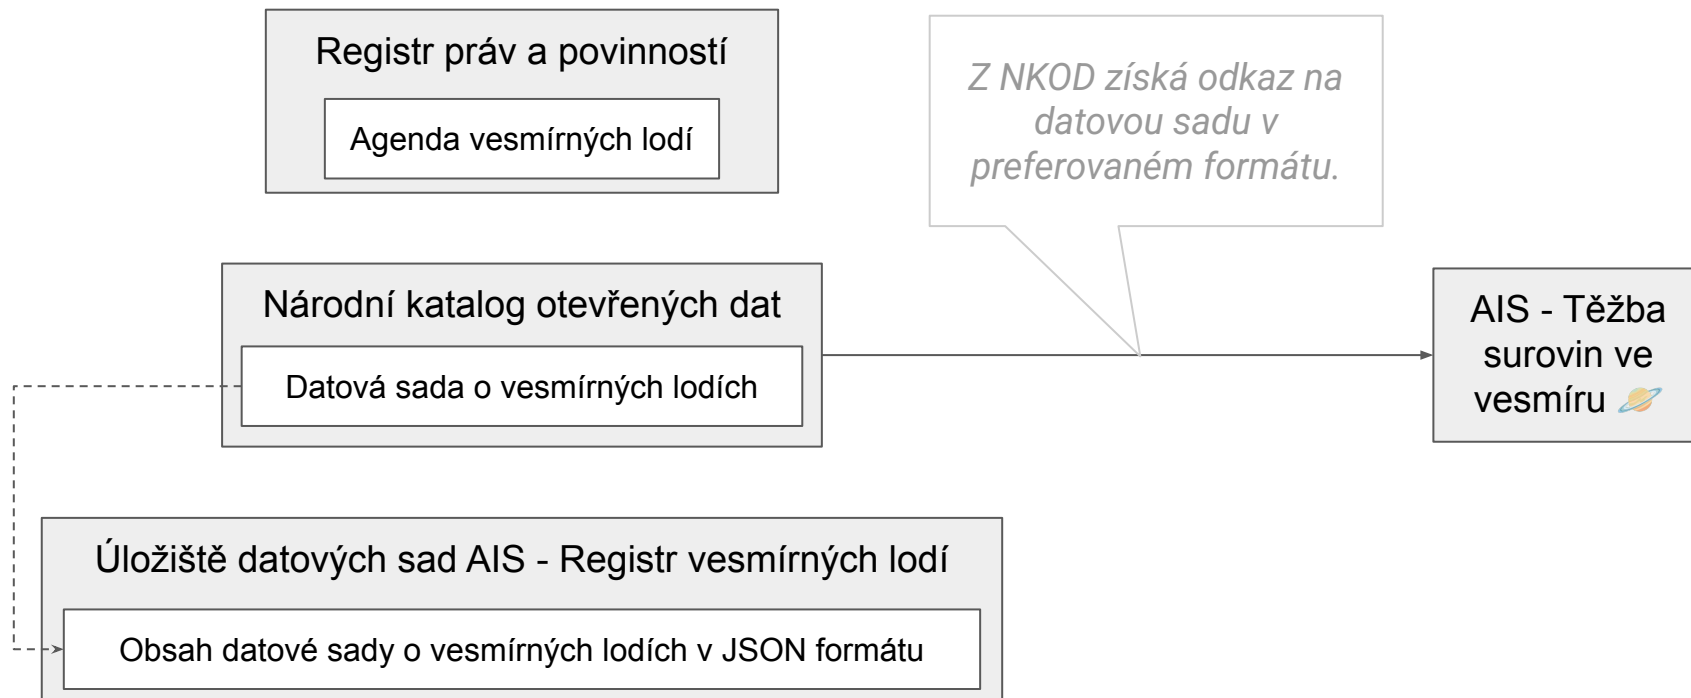 Registr práv a povinností
Agenda vesmírných lodí
Z NKOD získá odkaz na
datovou sadu v
preferovaném formátu.
Národní katalog otevřených dat
Datová sada o vesmírných lodích
AIS - Těžba
surovin ve
vesmíru 🪐
Úložiště datových sad AIS - Registr vesmírných lodí
Obsah datové sady o vesmírných lodích v JSON formátu